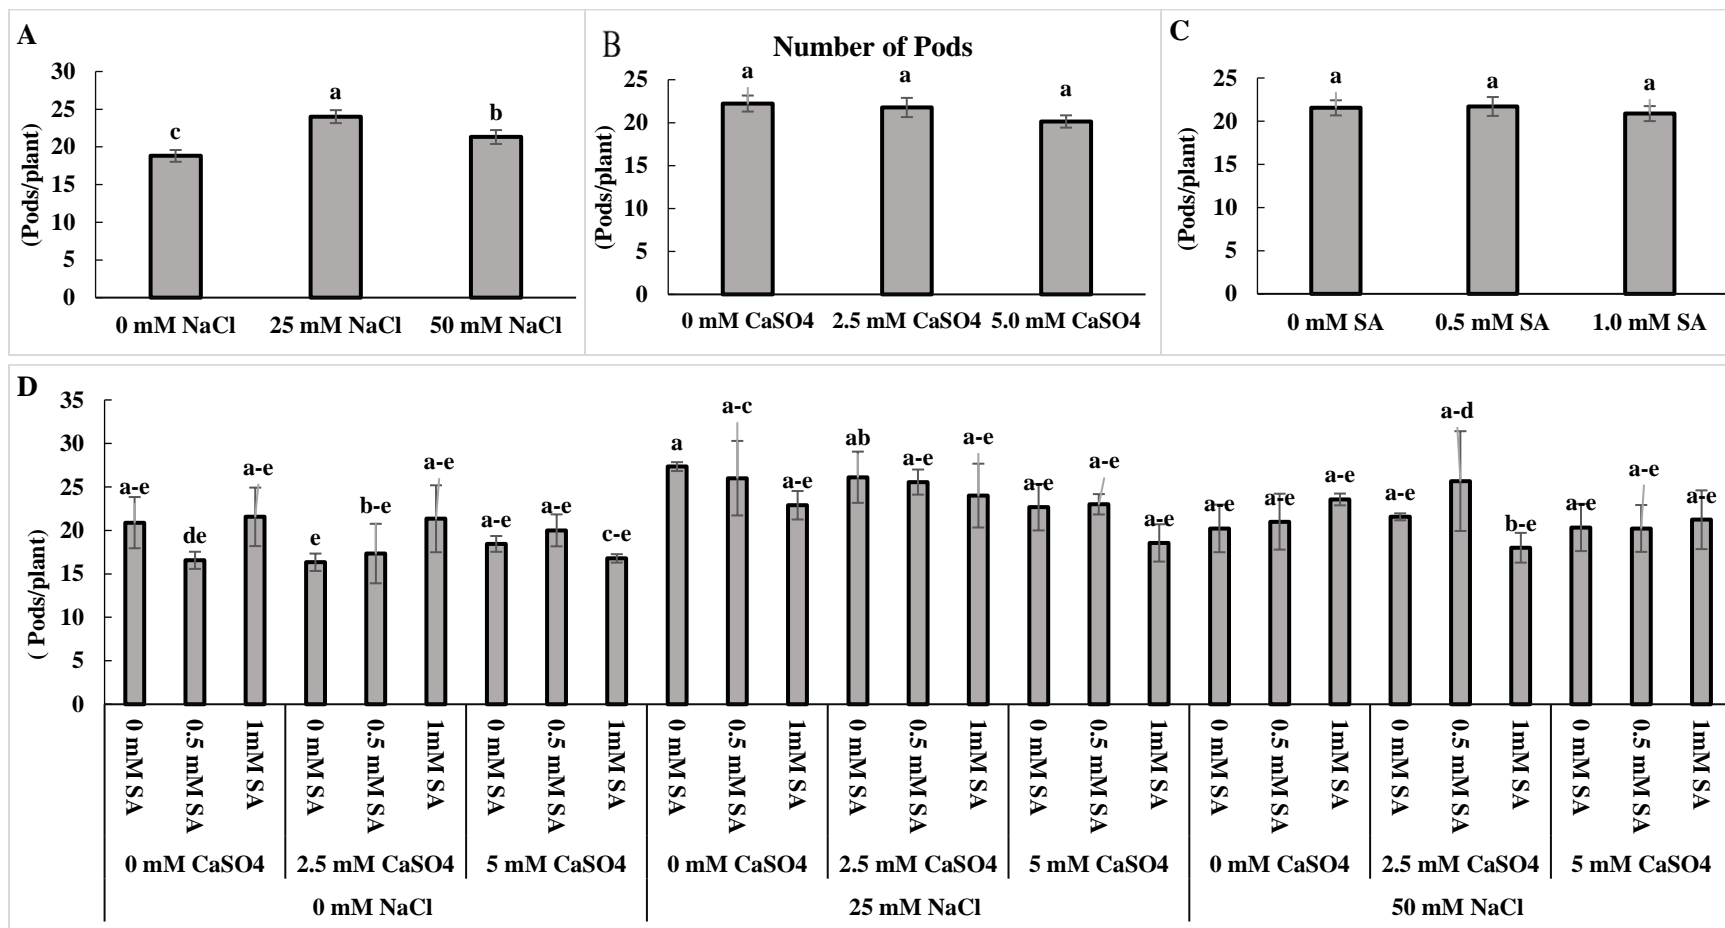 A
B
Number of Pods
C
30
25
20
15
10
5
0
(Pods/plant)
c
a
b
0 mM NaCl
25 mM NaCl
50 mM NaCl
25
20
15
10
5
0
(Pods/plant)
a
a
a
0 mM CaSO4
2.5 mM CaSO4
5.0 mM CaSO4
25
20
15
10
5
0
(Pods/plant)
a
a
a
0 mM SA
0.5 mM SA
1.0 mM SA
D
35
30
25
20
15
10
5
0
( Pods/plant)
a-e
de
a-e
e
b-e
a-e
a-e
a-e
c-e
a
a-c
a-e
ab
a-e
a-e
a-e
a-e
a-e
a-e
a-e
a-e
a-e
a-d
b-e
a-e
a-e
a-e
0 mM SA
0.5 mM SA
1mM SA
0 mM SA
0.5 mM SA
1mM SA
0 mM SA
0.5 mM SA
1mM SA
0 mM SA
0.5 mM SA
1mM SA
0 mM SA
0.5 mM SA
1mM SA
0 mM SA
0.5 mM SA
1mM SA
0 mM SA
0.5 mM SA
1mM SA
0 mM SA
0.5 mM SA
1mM SA
0 mM SA
0.5 mM SA
1mM SA
0 mM CaSO4
2.5 mM CaSO4
5 mM CaSO4
0 mM CaSO4
2.5 mM CaSO4
5 mM CaSO4
0 mM CaSO4
2.5 mM CaSO4
5 mM CaSO4
0 mM NaCl
25 mM NaCl
50 mM NaCl